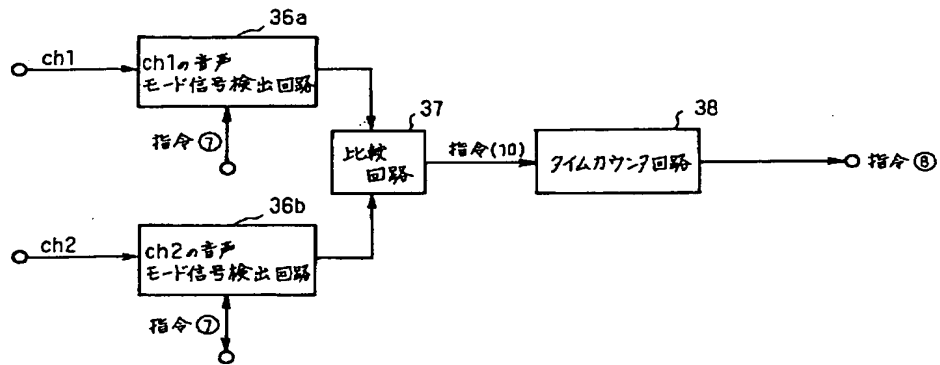 36a
ch1
ch1の音声
モード信号検出回路
指令⑦
37
比較
回路
指令(10)
38
タイムカウンタ回路
指令⑧
36b
ch2
ch2の音声
モード信号検出回路
指令⑦